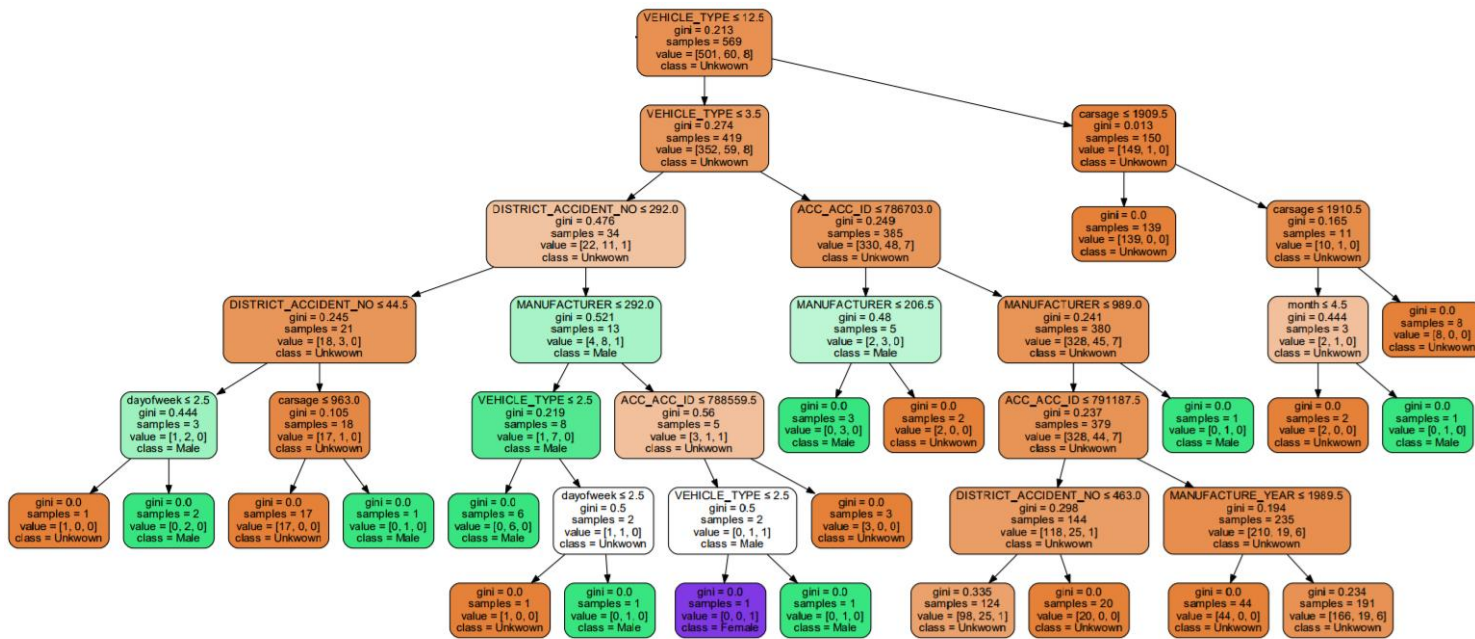 VEHICLE_TYPE ≤ 12.5
gini = 0.213
samples = 569
value = [501, 60, 8]
class = Unkwown
VEHICLE_TYPE ≤ 3.5
gini = 0.274
samples = 419
value = [352, 59, 8]
class = Unkwown
carsage ≤ 1909.5
gini = 0.013
samples = 150
value = [149, 1, 0]
class = Unkwown
DISTRICT_ACCIDENT_NO ≤ 292.0
gini = 0.476
samples = 34
value = [22, 11, 1]
class = Unkwown
ACC_ACC_ID ≤ 786703.0
gini = 0.249
samples = 385
value = [330, 48, 7]
class = Unkwown
gini = 0.0
samples = 139
value = [139, 0, 0]
class = Unkwown
carsage ≤ 1910.5
gini = 0.165
samples = 11
value = [10, 1, 0]
class = Unkwown
DISTRICT_ACCIDENT_NO ≤ 44.5
gini = 0.245
samples = 21
value = [18, 3, 0]
class = Unkwown
MANUFACTURER ≤ 292.0
gini = 0.521
samples = 13
value = [4, 8, 1]
class = Male
MANUFACTURER ≤ 206.5
gini = 0.48
samples = 5
value = [2, 3, 0]
class = Male
MANUFACTURER ≤ 989.0
gini = 0.241
samples = 380
value = [328, 45, 7]
class = Unkwown
month ≤ 4.5
gini = 0.444
samples = 3
value = [2, 1, 0]
class = Unkwown
gini = 0.0
samples = 8
value = [8, 0, 0]
class = Unkwown
dayofweek ≤ 2.5
gini = 0.444
samples = 3
value = [1, 2, 0]
class = Male
carsage ≤ 963.0
gini = 0.105
samples = 18
value = [17, 1, 0]
class = Unkwown
VEHICLE_TYPE ≤ 2.5
gini = 0.219
samples = 8
value = [1, 7, 0]
class = Male
ACC_ACC_ID ≤ 788559.5
gini = 0.56
samples = 5
value = [3, 1, 1]
class = Unkwown
gini = 0.0
samples = 3
value = [0, 3, 0]
class = Male
gini = 0.0
samples = 2
value = [2, 0, 0]
class = Unkwown
ACC_ACC_ID ≤ 791187.5
gini = 0.237
samples = 379
value = [328, 44, 7]
class = Unkwown
gini = 0.0
samples = 1
value = [0, 1, 0]
class = Male
gini = 0.0
samples = 2
value = [2, 0, 0]
class = Unkwown
gini = 0.0
samples = 1
value = [0, 1, 0]
class = Male
gini = 0.0
samples = 1
value = [1, 0, 0]
class = Unkwown
gini = 0.0
samples = 2
value = [0, 2, 0]
class = Male
gini = 0.0
samples = 17
value = [17, 0, 0]
class = Unkwown
gini = 0.0
samples = 1
value = [0, 1, 0]
class = Male
gini = 0.0
samples = 6
value = [0, 6, 0]
class = Male
dayofweek ≤ 2.5
gini = 0.5
samples = 2
value = [1, 1, 0]
class = Unkwown
VEHICLE_TYPE ≤ 2.5
gini = 0.5
samples = 2
value = [0, 1, 1]
class = Male
gini = 0.0
samples = 3
value = [3, 0, 0]
class = Unkwown
DISTRICT_ACCIDENT_NO ≤ 463.0
gini = 0.298
samples = 144
value = [118, 25, 1]
class = Unkwown
MANUFACTURE_YEAR ≤ 1989.5
gini = 0.194
samples = 235
value = [210, 19, 6]
class = Unkwown
gini = 0.0
samples = 1
value = [1, 0, 0]
class = Unkwown
gini = 0.0
samples = 1
value = [0, 1, 0]
class = Male
gini = 0.0
samples = 1
value = [0, 0, 1]
class = Female
gini = 0.0
samples = 1
value = [0, 1, 0]
class = Male
gini = 0.335
samples = 124
value = [98, 25, 1]
class = Unkwown
gini = 0.0
samples = 20
value = [20, 0, 0]
class = Unkwown
gini = 0.0
samples = 44
value = [44, 0, 0]
class = Unkwown
gini = 0.234
samples = 191
value = [166, 19, 6]
class = Unkwown